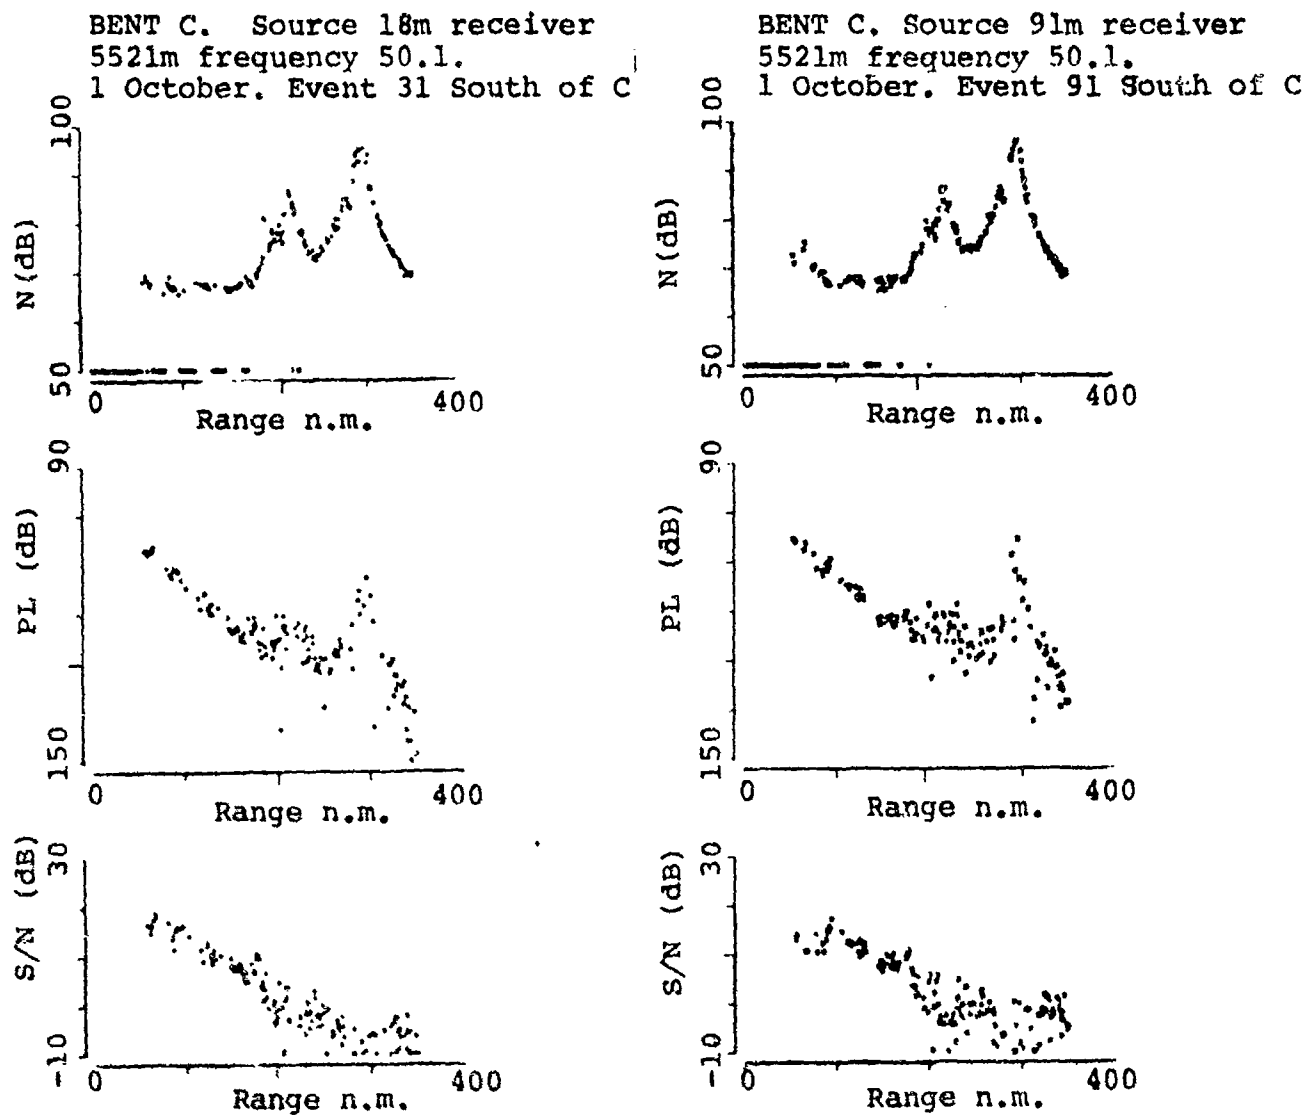 BENT C. Source 18m receiver
5521m frequency 50.1.
1 October. Event 31 South of C
100
N(dB)
50
0
400
Range n.m.
90
PL (dB)
150
0
400
Range n.m.
30
S/N (dB)
-10
0
400
Range n.m.
BENT C. Source 91m receiver
5521m frequency 50.1.
1 October. Event 91 South of C
100
N(dB)
50
0
400
Range n.m.
90
PL (dB)
150
0
400
Range n.m.
30
S/N (dB)
-10
0
400
Range n.m.